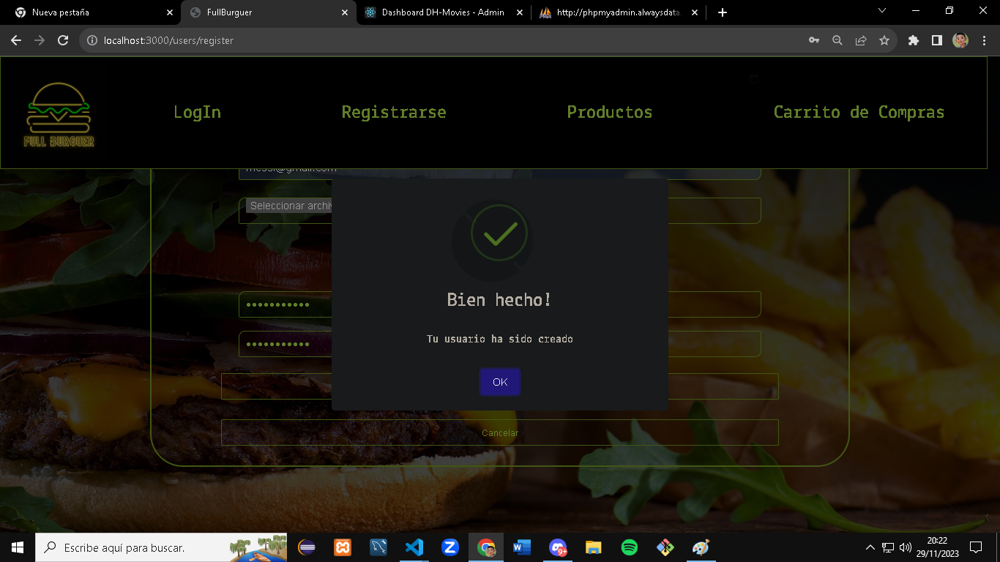 Nueva pestaña
FullBurguer
Dashboard DH-Movies - Admin
http://phpmyadmin.alwaysdata.
localhost:3000/users/register
FULL BURGUER
LogIn
Registrarse
Productos
Carrito de Compras
messi@gmail.com
Seleccionar archiv
Bien hecho!
Tu usuario ha sido creado
OK
Cancelar
Escribe aquí para buscar.
9+
20:22
29/11/2023